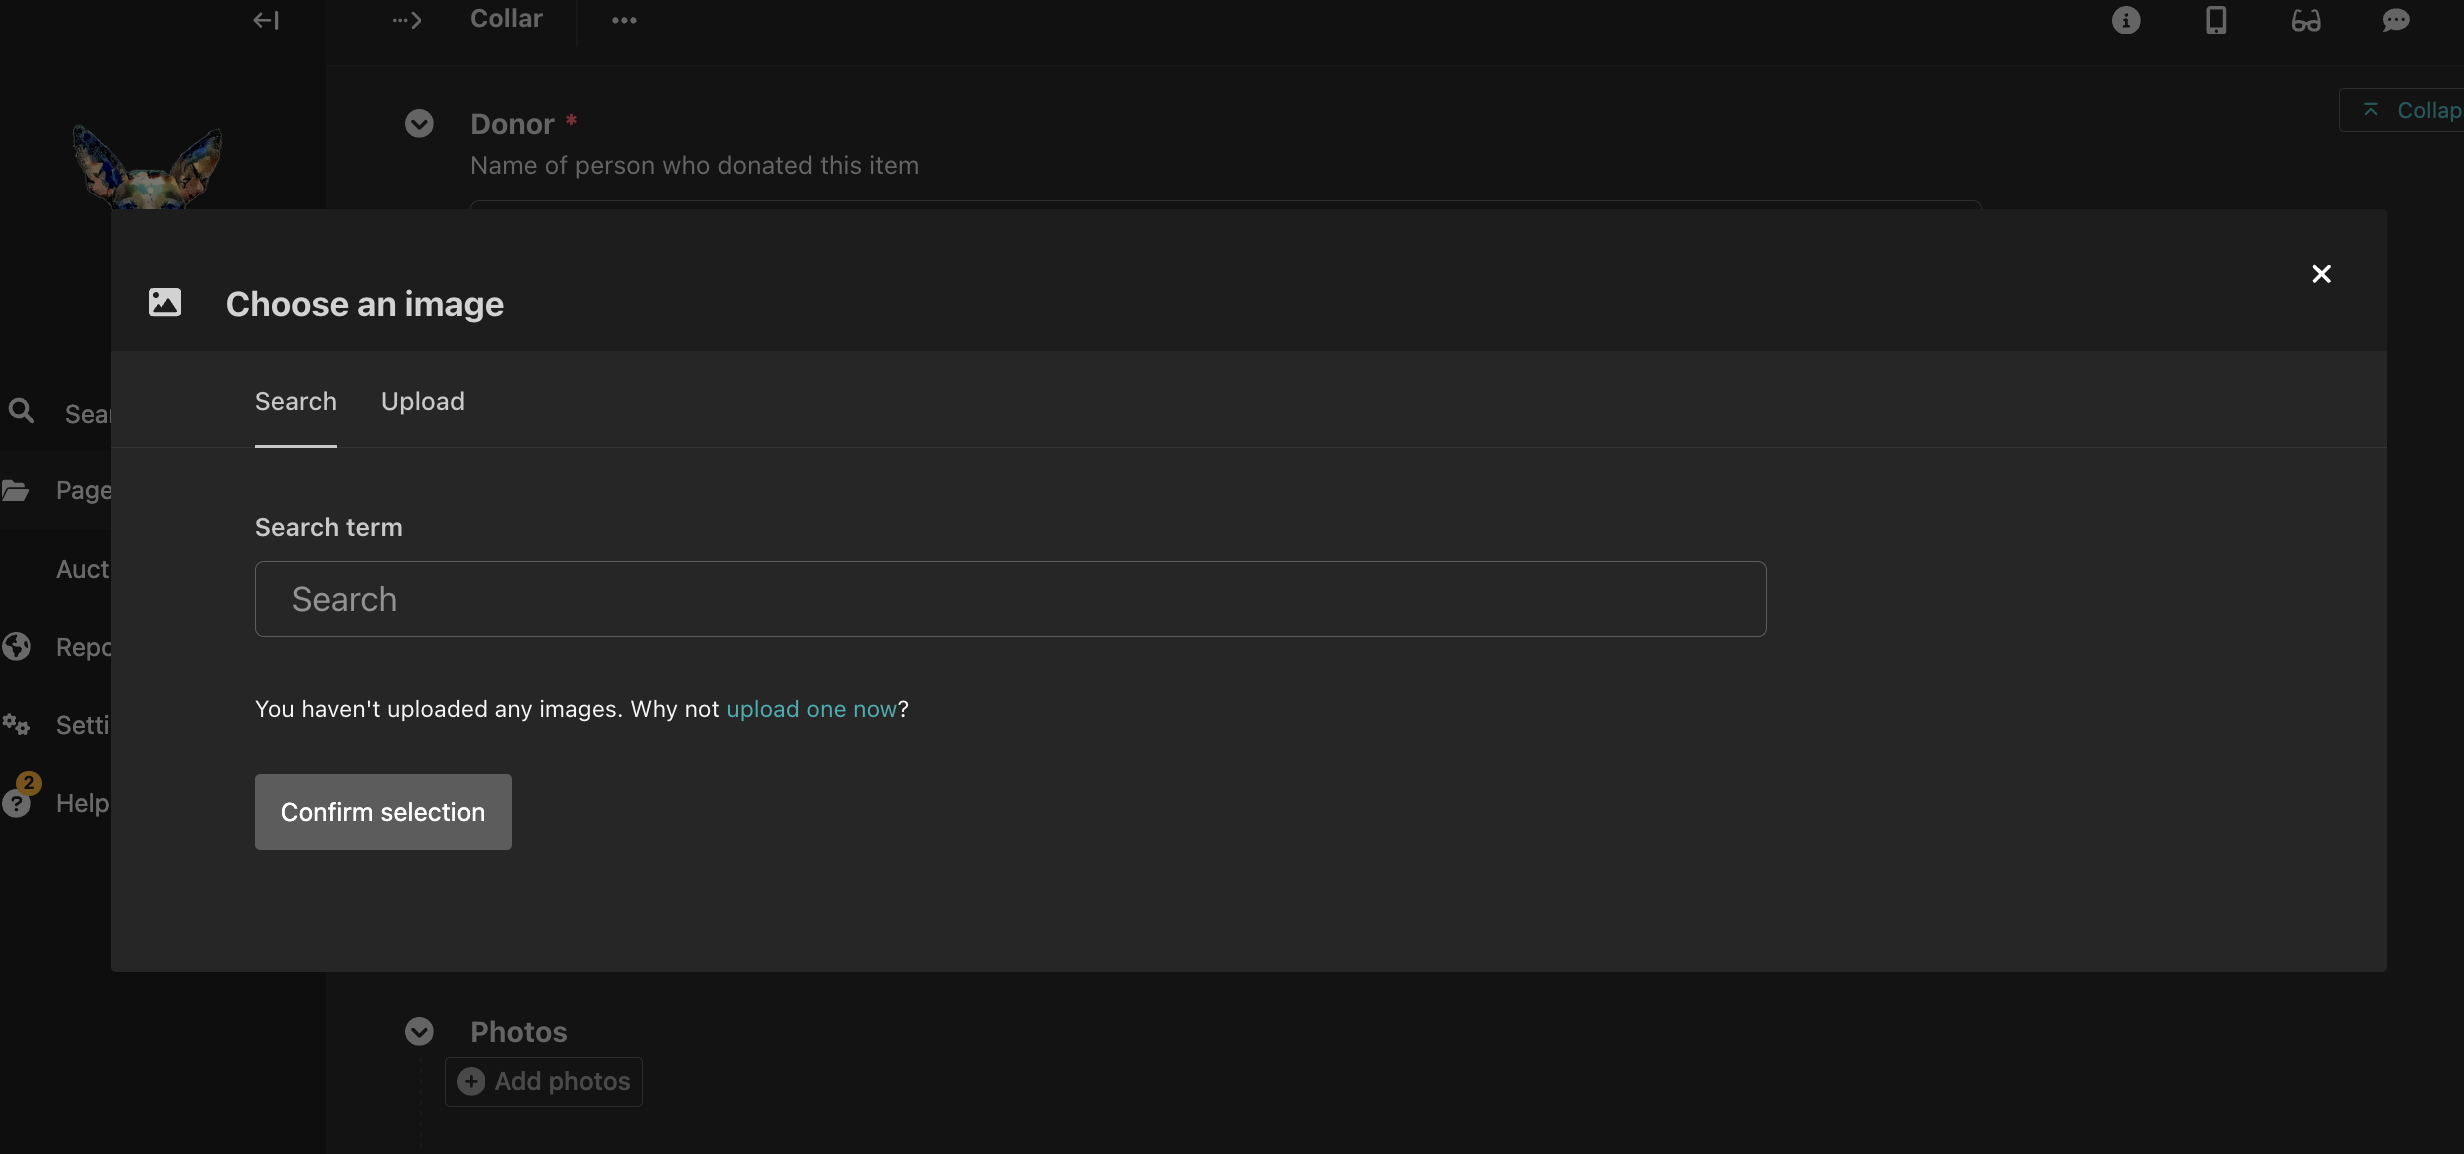 Collar
Donor *
Collap
Name of person who donated this item
Choose an image
Search Upload
Sear
Page
Search term
Auct
Search
Repo
You haven't uploaded any images. Why not upload one now?
Setti
2
Help
Confirm selection
Photos
Add photos